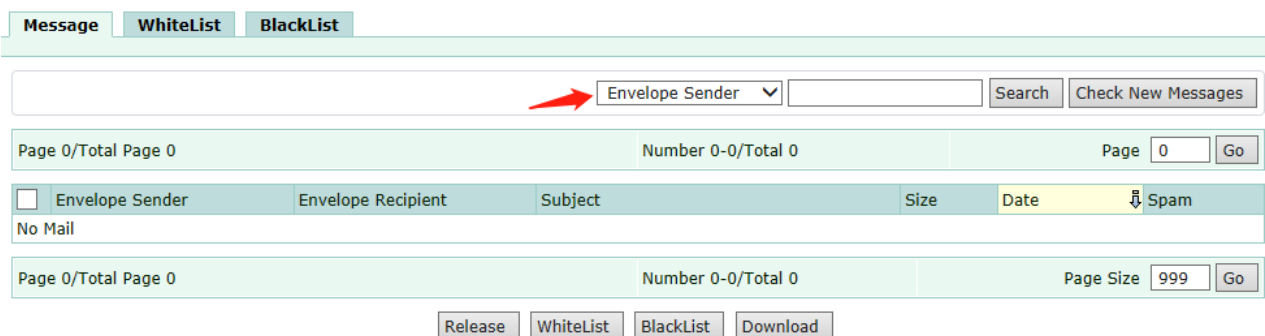 Message WhiteList BlackList
Envelope Sender Search Check New Messages
Page 0/Total Page 0 Number 0-0/Total 0 Page 0 Go
Envelope Sender Envelope Recipient Subject Size Date Spam
No Mail
Page 0/Total Page 0 Number 0-0/Total 0 Page Size 999 Go
Release WhiteList BlackList Download